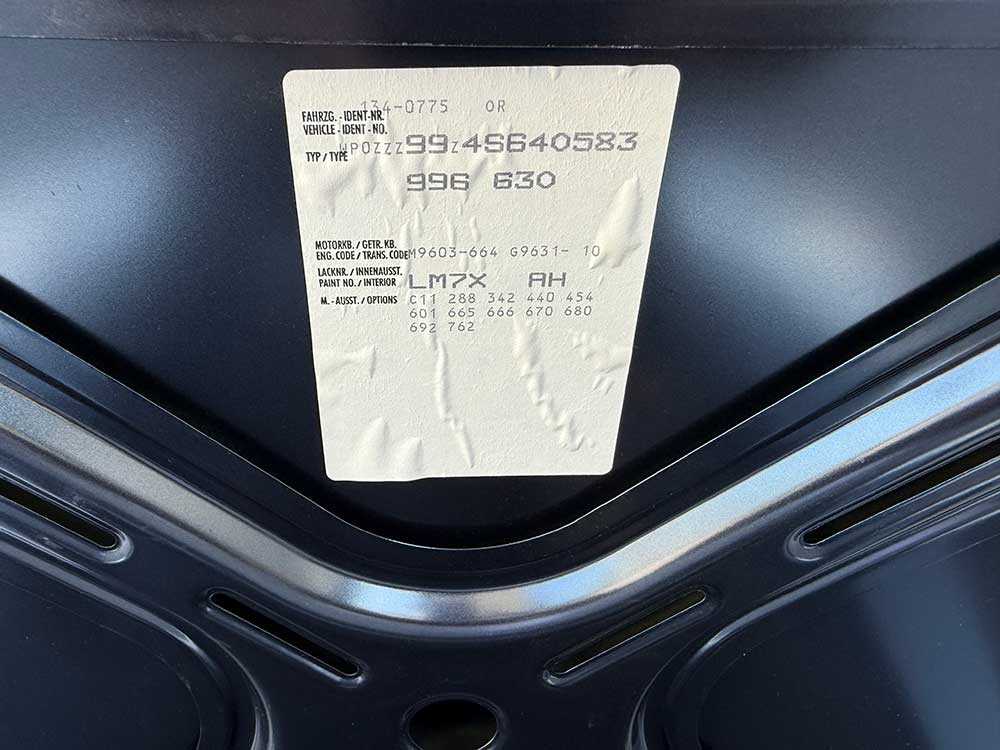 134-0775 OR
FAHRZG. - IDENT-NR.
VEHICLE - IDENT - NO.
WP0ZZZ99Z4S640583
TYP / TYPE
996 630
MOTORKB. / GETR. KB.
ENG. CODE / TRANS. CODE M9603-664 G9631- 10
LACKNR. / INNENAUSST.
PAINT NO. / INTERIOR LM7X AH
M. - AUSST. / OPTIONS C11 288 342 440 454
601 665 666 670 680
692 762